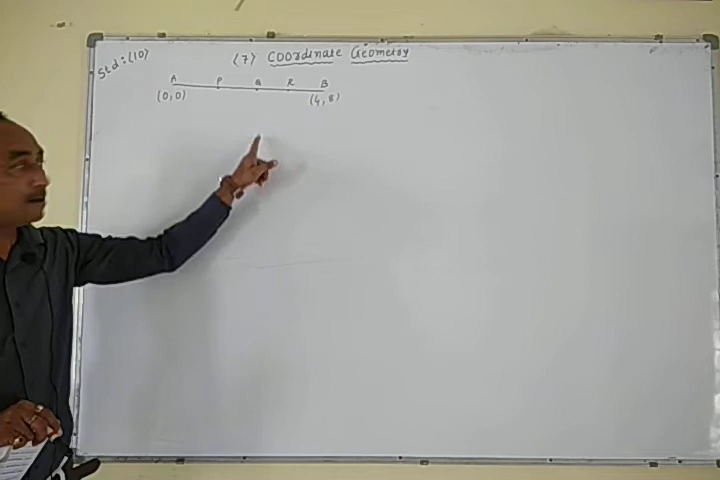 Std: (10)
(7) Coordinate Geometry
A P Q R B
(0,0) (4,8)